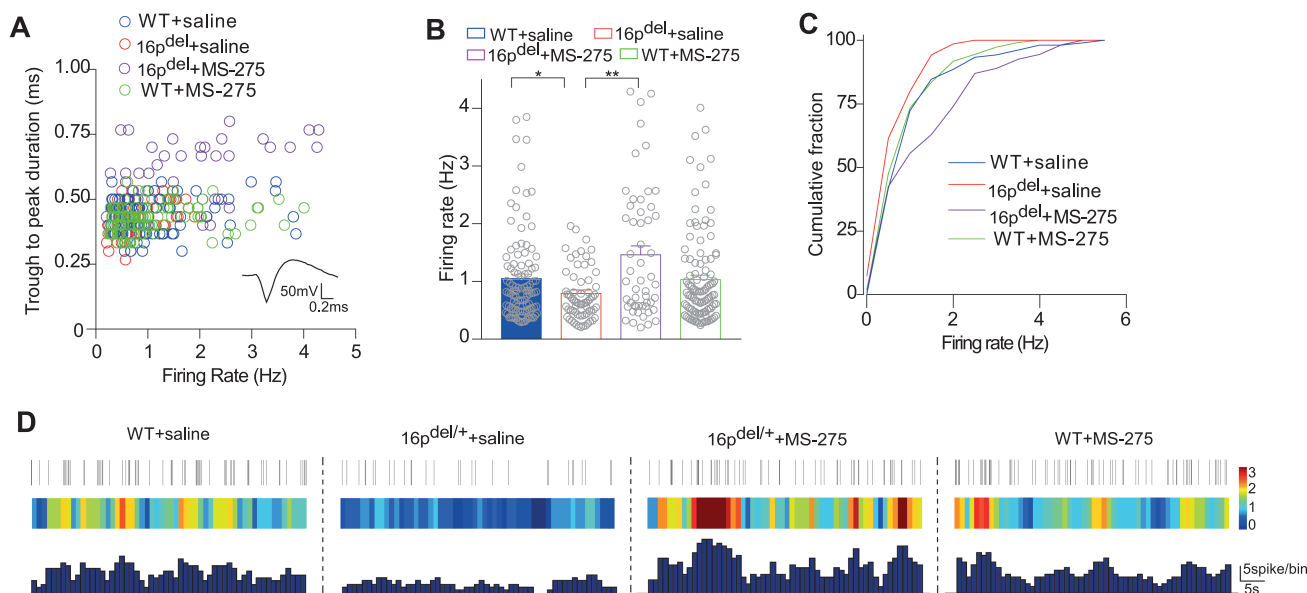 A
WT+saline
16pdel+saline
16pdel+MS-275
WT+MS-275
Trough to peak duration (ms)
1.00
0.75
0.50
0.25
0
50mV
0.2ms
0 1 2 3 4 5
Firing Rate (Hz)
B
WT+saline 16pdel+saline
16pdel+MS-275 WT+MS-275
* **
Firing rate (Hz)
4
3
2
1
0
C
Cumulative fraction
100
75
50
25
0
WT+saline
16pdel+saline
16pdel+MS-275
WT+MS-275
0 2 4 6
Firing rate (Hz)
D
WT+saline
16pdel/++saline
16pdel/++MS-275
WT+MS-275
3
2
1
0
5spike/bin
5s